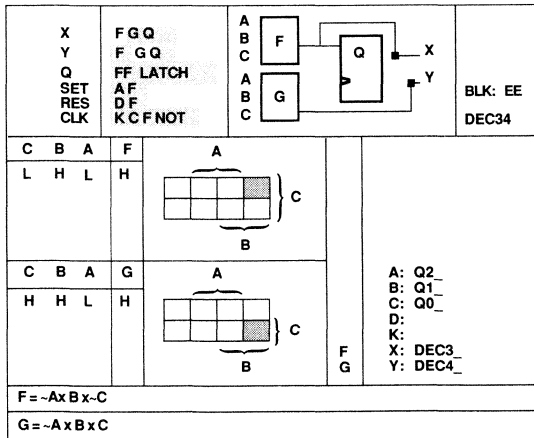 X F G Q
Y F G Q
Q FF LATCH
SET A F
RES D F
CLK K C F NOT
A
B
C
F
A
B
C
G
Q
X
Y
BLK: EE
DEC34
C B A F
L H L H
A
C
B
C B A G
H H L H
A
C
B
F
G
A: Q2_
B: Q1_
C: Q0_
D:
K:
X: DEC3_
Y: DEC4_
F = ~A x B x ~C
G = ~A x B x C